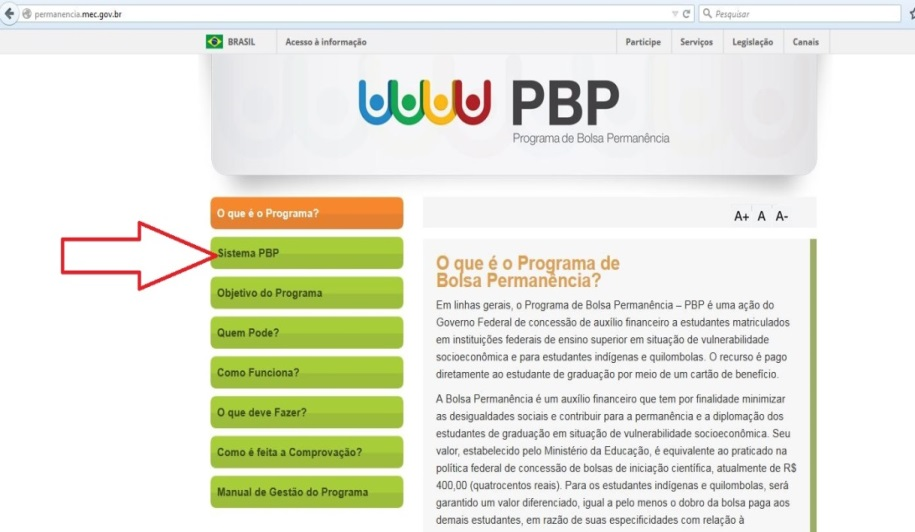 permanencia.mec.gov.br
Pesquisar
BRASIL Acesso à informação Participe Serviços Legislação Canais
PBP
Programa de Bolsa Permanência
O que é o Programa?
A+ A A-
Sistema PBP
Objetivo do Programa
Quem Pode?
Como Funciona?
O que deve Fazer?
Como é feita a Comprovação?
Manual de Gestão do Programa
O que é o Programa de
Bolsa Permanência?
Em linhas gerais, o Programa de Bolsa Permanência – PBP é uma ação do
Governo Federal de concessão de auxílio financeiro a estudantes matriculados
em instituições federais de ensino superior em situação de vulnerabilidade
socioeconômica e para estudantes indígenas e quilombolas. O recurso é pago
diretamente ao estudante de graduação por meio de um cartão de benefício.
A Bolsa Permanência é um auxílio financeiro que tem por finalidade minimizar
as desigualdades sociais e contribuir para a permanência e a diplomação dos
estudantes de graduação em situação de vulnerabilidade socioeconômica. Seu
valor, estabelecido pelo Ministério da Educação, é equivalente ao praticado na
política federal de concessão de bolsas de iniciação científica, atualmente de R$
400,00 (quatrocentos reais). Para os estudantes indígenas e quilombolas, será
garantido um valor diferenciado, igual a pelo menos o dobro da bolsa paga aos
demais estudantes, em razão de suas especificidades com relação à